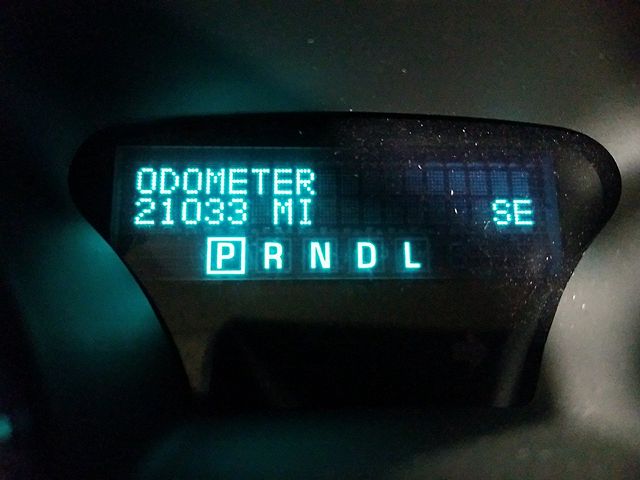 ODOMETER
21033 MI SE
P R N D L